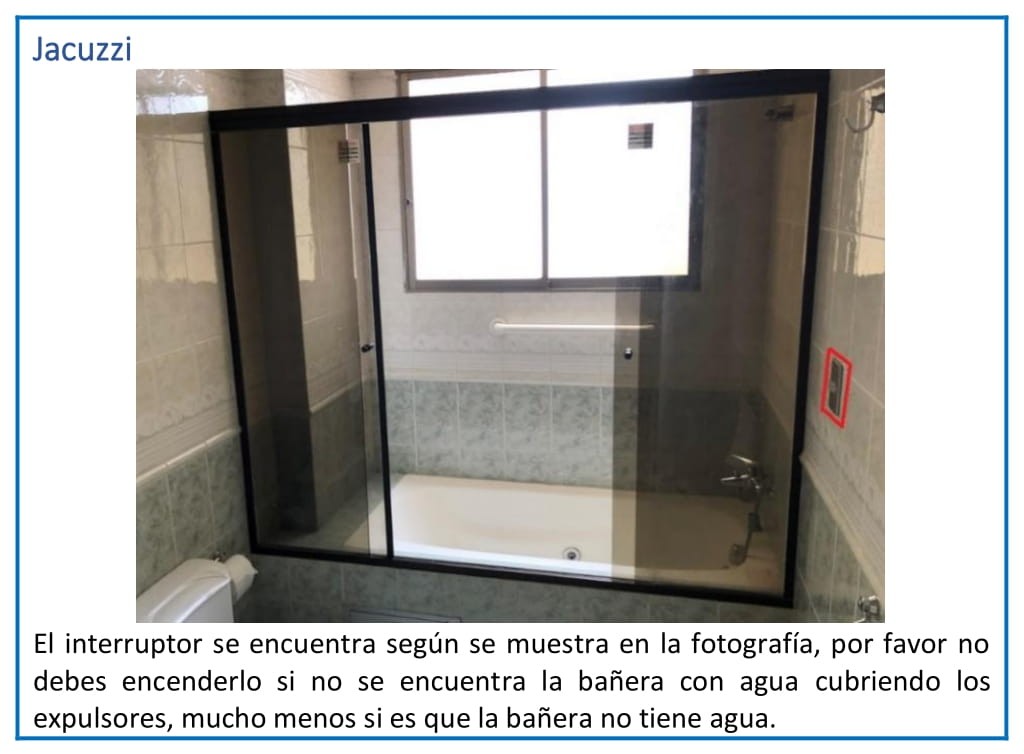 Jacuzzi
El interruptor se encuentra según se muestra en la fotografía, por favor no
debes encenderlo si no se encuentra la bañera con agua cubriendo los
expulsores, mucho menos si es que la bañera no tiene agua.